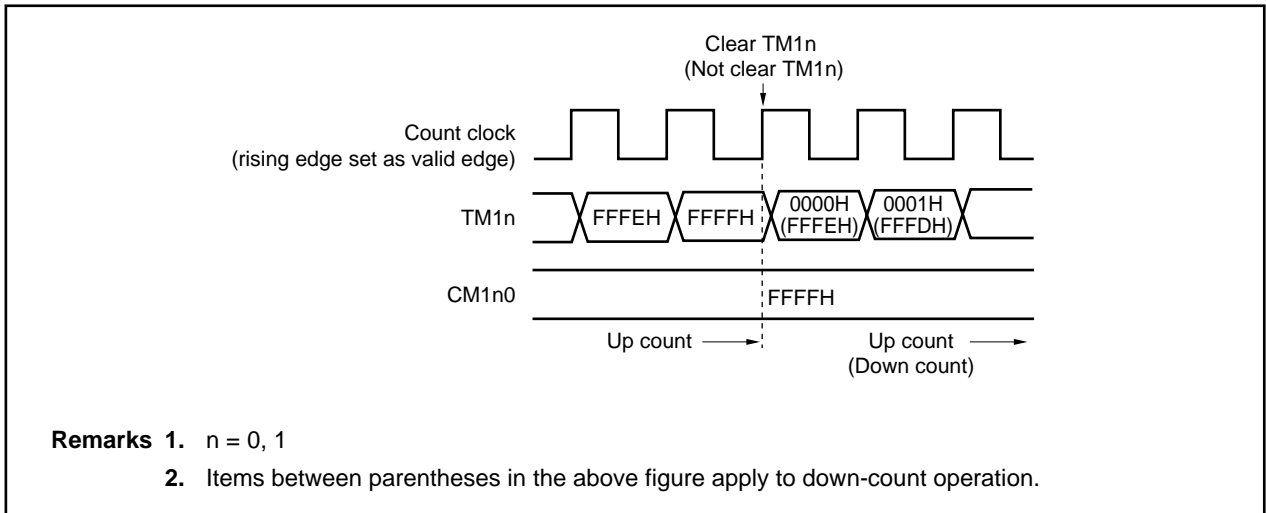 Clear TM1n
(Not clear TM1n)
Count clock
(rising edge set as valid edge)
TM1n
FFFEH
FFFFH
0000H
(FFFEH)
0001H
(FFFDH)
CM1n0
FFFFH
Up count
Up count
(Down count)
Remarks 1. n = 0, 1
2. Items between parentheses in the above figure apply to down-count operation.